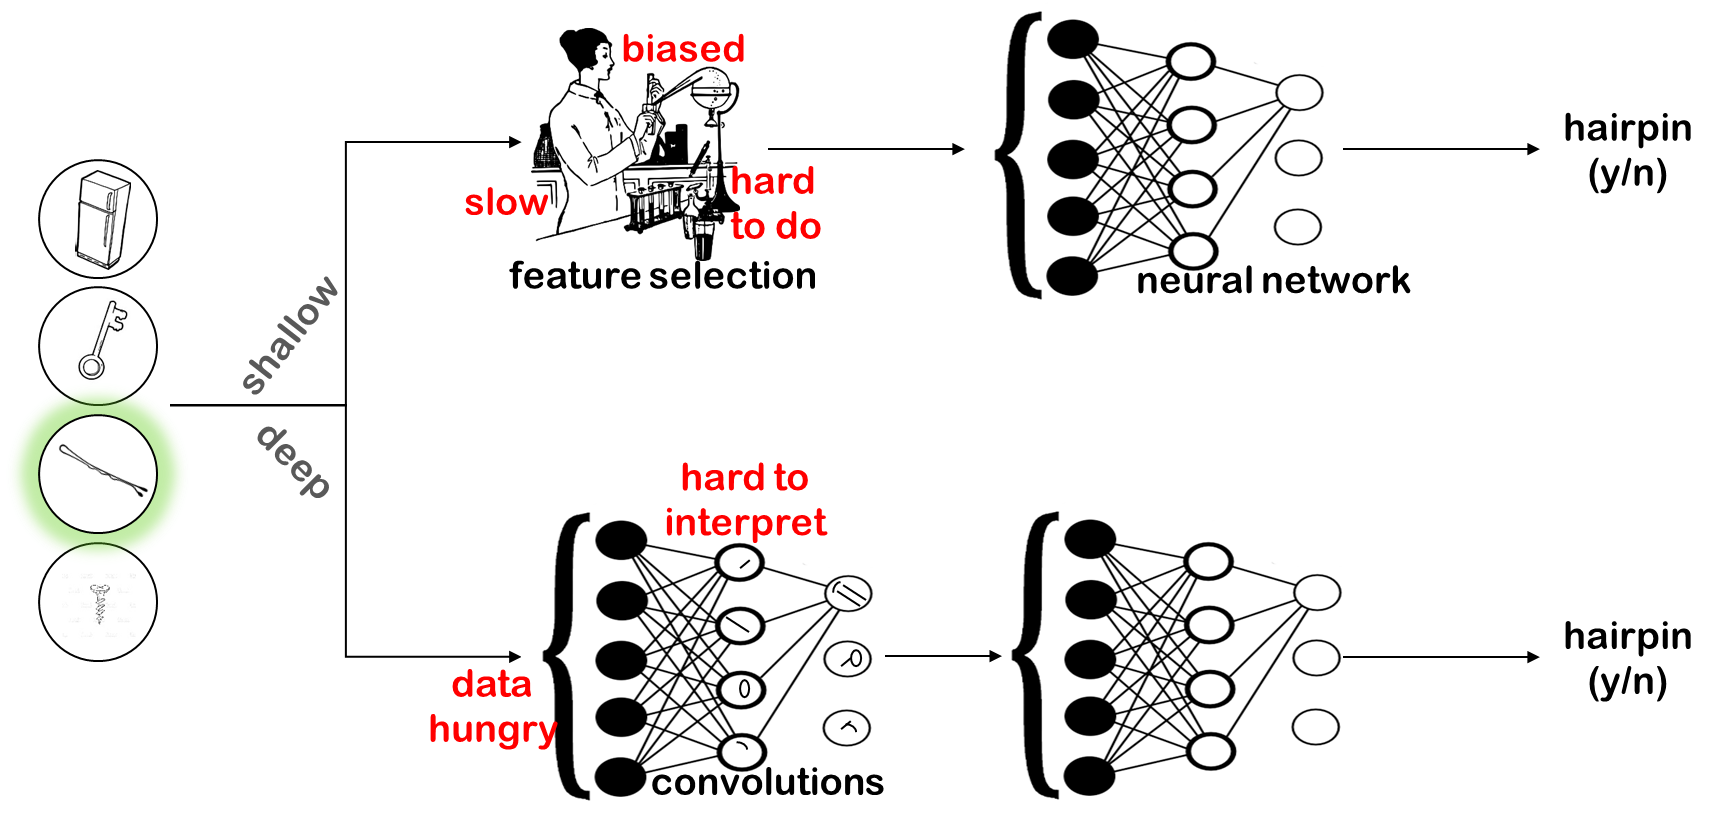 biased
slow
hard
to do
feature selection
neural network
hairpin
(y/n)
shallow
deep
hard to
interpret
data
hungry
convolutions
hairpin
(y/n)